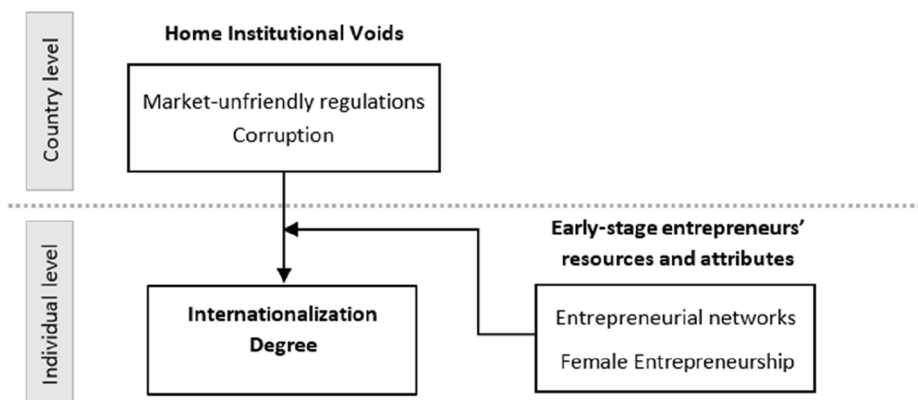 Country level
Home Institutional Voids
Market-unfriendly regulations
Corruption
Individual level
Early-stage entrepreneurs’
resources and attributes
Internationalization
Degree
Entrepreneurial networks
Female Entrepreneurship